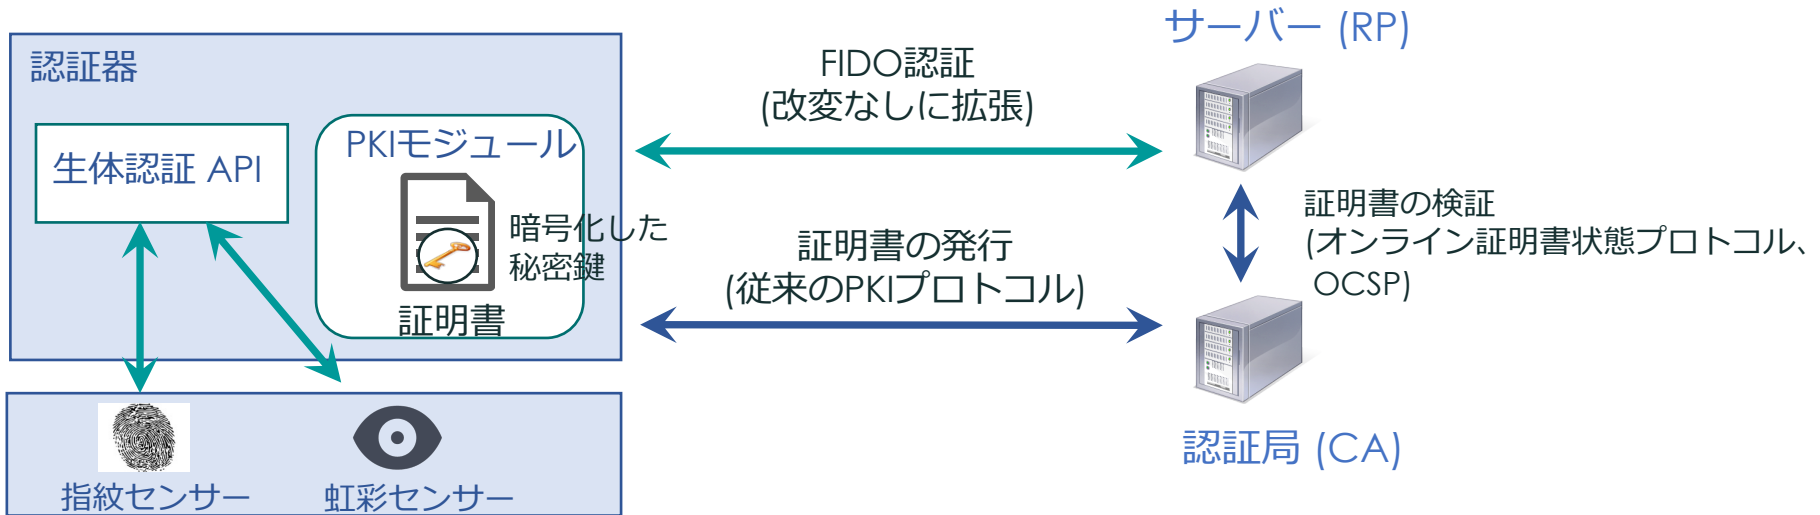 認証器
生体認証 API
PKIモジュール
暗号化した
秘密鍵
証明書
指紋センサー
虹彩センサー
FIDO認証
(改変なしに拡張)
証明書の発行
(従来のPKIプロトコル)
サーバー (RP)
証明書の検証
(オンライン証明書状態プロトコル、
OCSP)
認証局 (CA)